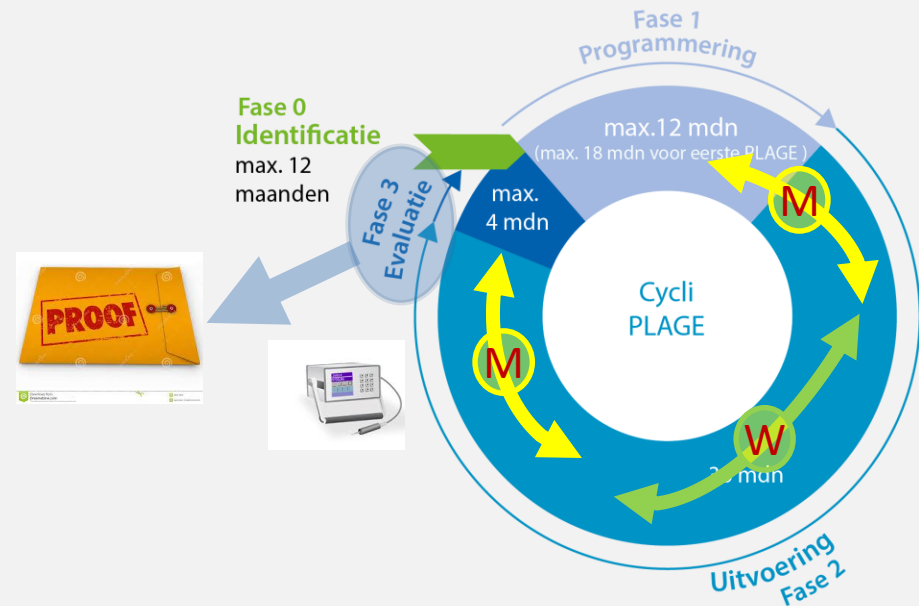 Fase 1
Programmering
Fase 0
Identificatie
max. 12
maanden
max.12 mdn
(max. 18 mdn voor eerste PLAGE )
max.
4 mdn
Fase 3
Evaluatie
M
M
W
mdn
Cycli
PLAGE
PROOF
Uitvoering
Fase 2